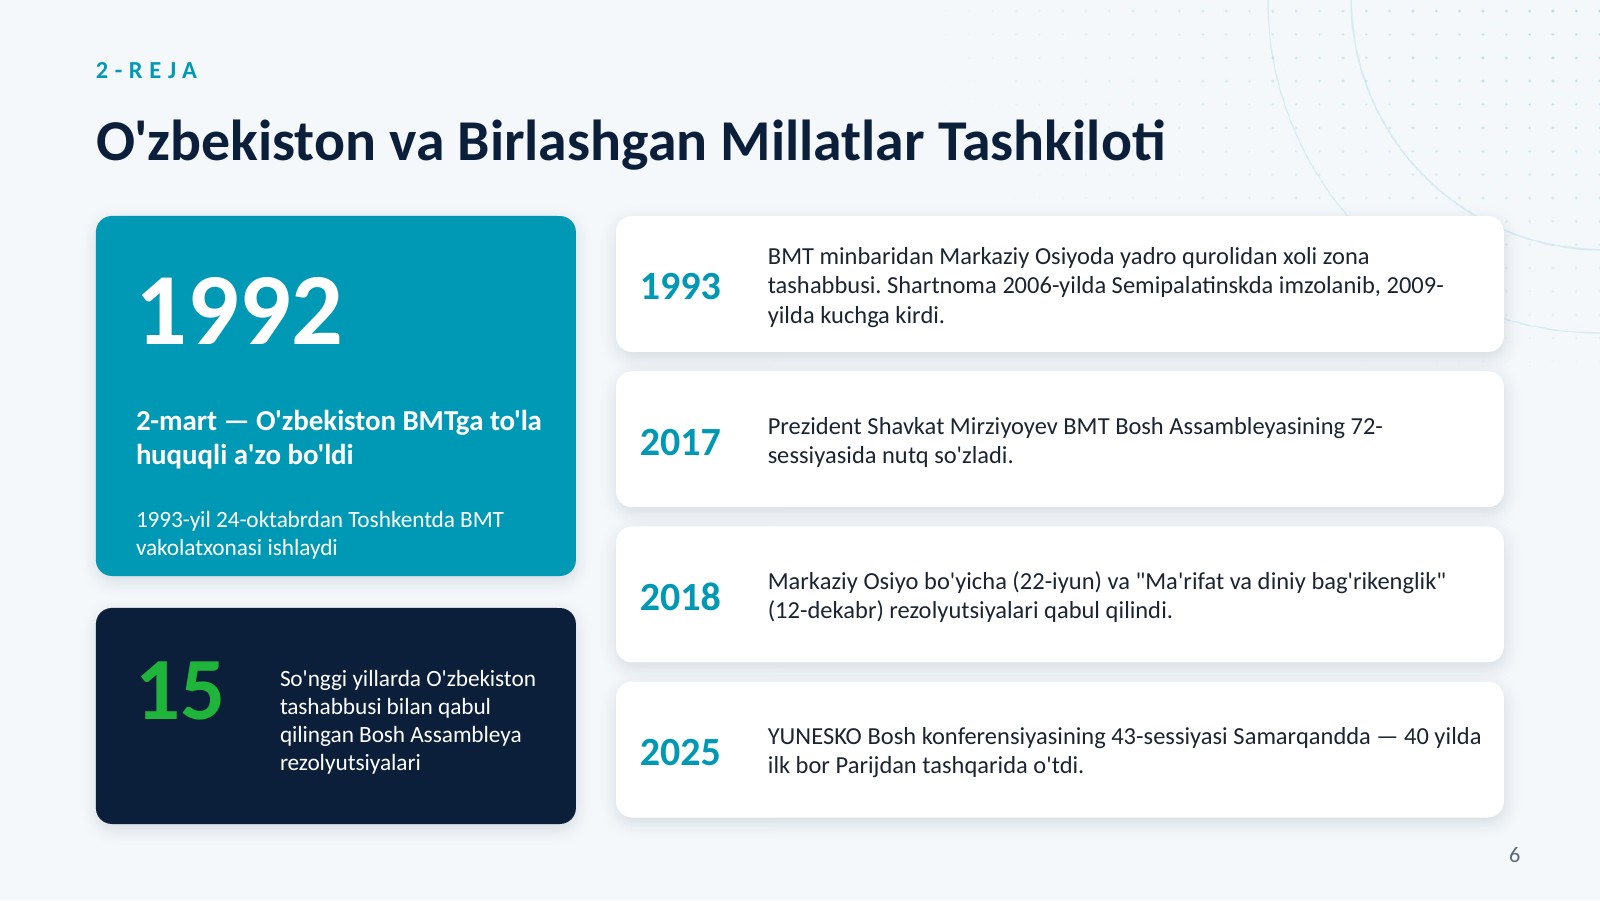 2-REJA
O'zbekiston va Birlashgan Millatlar Tashkiloti
1992
2-mart — O'zbekiston BMTga to'la
huquqli a'zo bo'ldi
1993-yil 24-oktabrdan Toshkentda BMT
vakolatxonasi ishlaydi
15
So'nggi yillarda O'zbekiston
tashabbusi bilan qabul
qilingan Bosh Assambleya
rezolyutsiyalari
1993
BMT minbaridan Markaziy Osiyoda yadro qurolidan xoli zona
tashabbusi. Shartnoma 2006-yilda Semipalatinskda imzolanib, 2009-
yilda kuchga kirdi.
2017
Prezident Shavkat Mirziyoyev BMT Bosh Assambleyasining 72-
sessiyasida nutq so'zladi.
2018
Markaziy Osiyo bo'yicha (22-iyun) va "Ma'rifat va diniy bag'rikenglik"
(12-dekabr) rezolyutsiyalari qabul qilindi.
2025
YUNESKO Bosh konferensiyasining 43-sessiyasi Samarqandda — 40 yilda
ilk bor Parijdan tashqarida o'tdi.
6